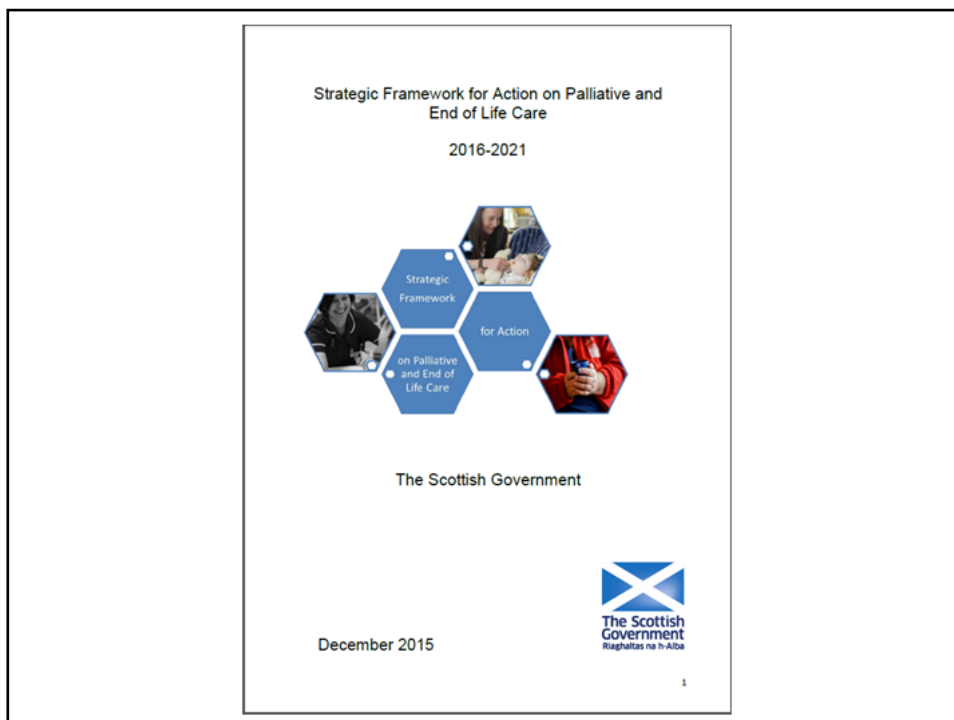 Strategic Framework for Action on Palliative and
End of Life Care
2016-2021
Strategic
Framework
for Action
on Palliative
and End of
Life Care
The Scottish Government
The Scottish
Government
Riaghaltas na h-Alba
December 2015
1